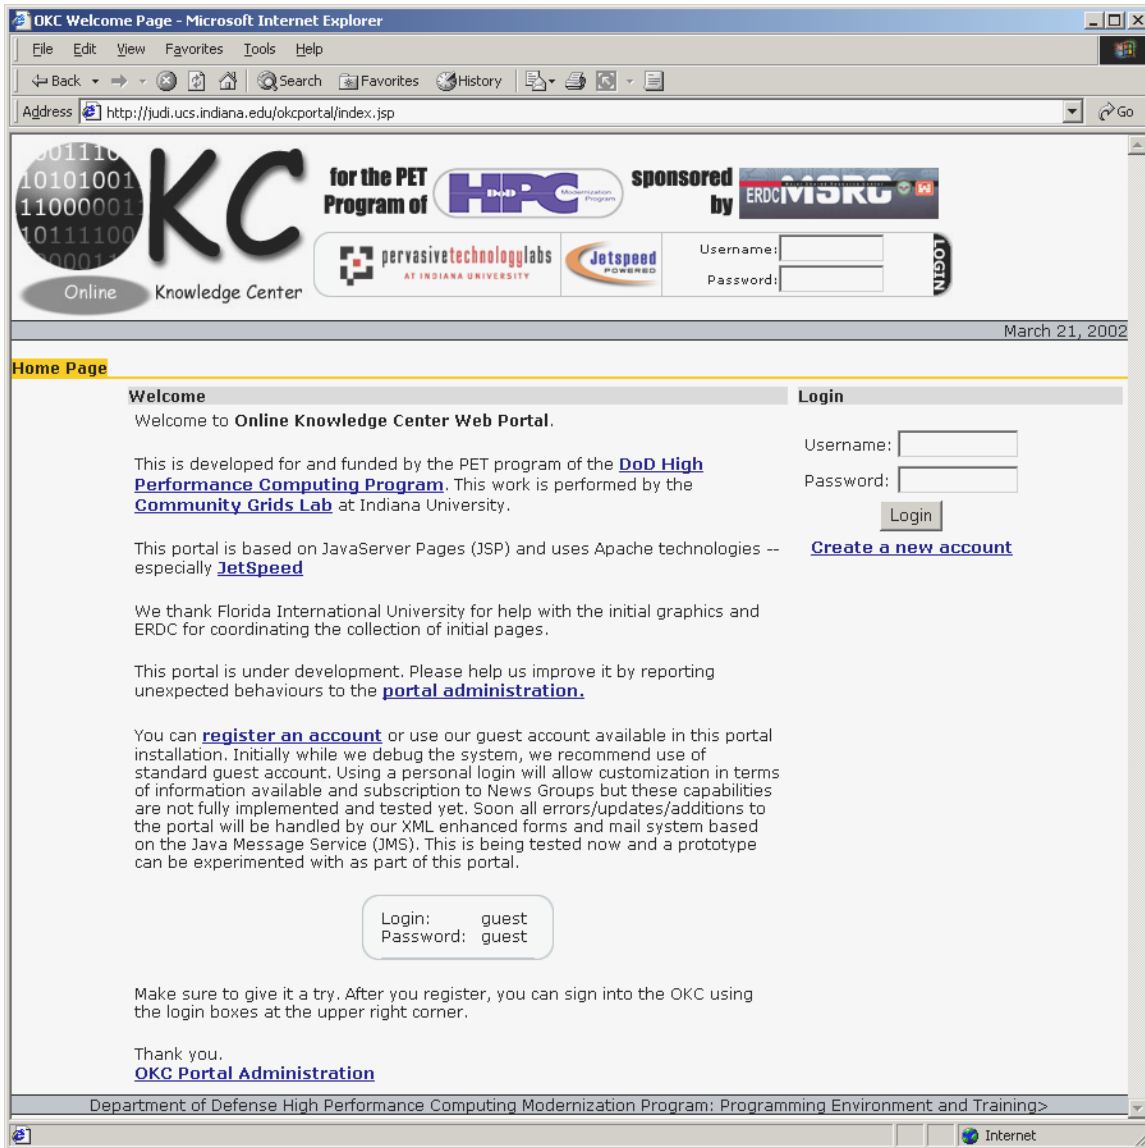 OKC Welcome Page - Microsoft Internet Explorer
File Edit View Favorites Tools Help
Back Search Favorites History
Address http://judi.ucs.indiana.edu/okcportal/index.jsp Go
00111
10101001
1100000
10111100
OKC
Online Knowledge Center
for the PET
Program of
DoD
HPC
Modernization
Program
sponsored
by
ERDC MSRC
pervasivetechnologylabs
AT INDIANA UNIVERSITY
Jetspeed
POWERED
Username:
Password:
LOGIN
March 21, 2002
Home Page
Welcome
Welcome to Online Knowledge Center Web Portal.
This is developed for and funded by the PET program of the DoD High
Performance Computing Program. This work is performed by the
Community Grids Lab at Indiana University.
This portal is based on JavaServer Pages (JSP) and uses Apache technologies --
especially JetSpeed
We thank Florida International University for help with the initial graphics and
ERDC for coordinating the collection of initial pages.
This portal is under development. Please help us improve it by reporting
unexpected behaviours to the portal administration.
You can register an account or use our guest account available in this portal
installation. Initially while we debug the system, we recommend use of
standard guest account. Using a personal login will allow customization in terms
of information available and subscription to News Groups but these capabilities
are not fully implemented and tested yet. Soon all errors/updates/additions to
the portal will be handled by our XML enhanced forms and mail system based
on the Java Message Service (JMS). This is being tested now and a prototype
can be experimented with as part of this portal.
Login: guest
Password: guest
Make sure to give it a try. After you register, you can sign into the OKC using
the login boxes at the upper right corner.
Thank you.
OKC Portal Administration
Login
Username:
Password:
Login
Create a new account
Department of Defense High Performance Computing Modernization Program: Programming Environment and Training>
Internet